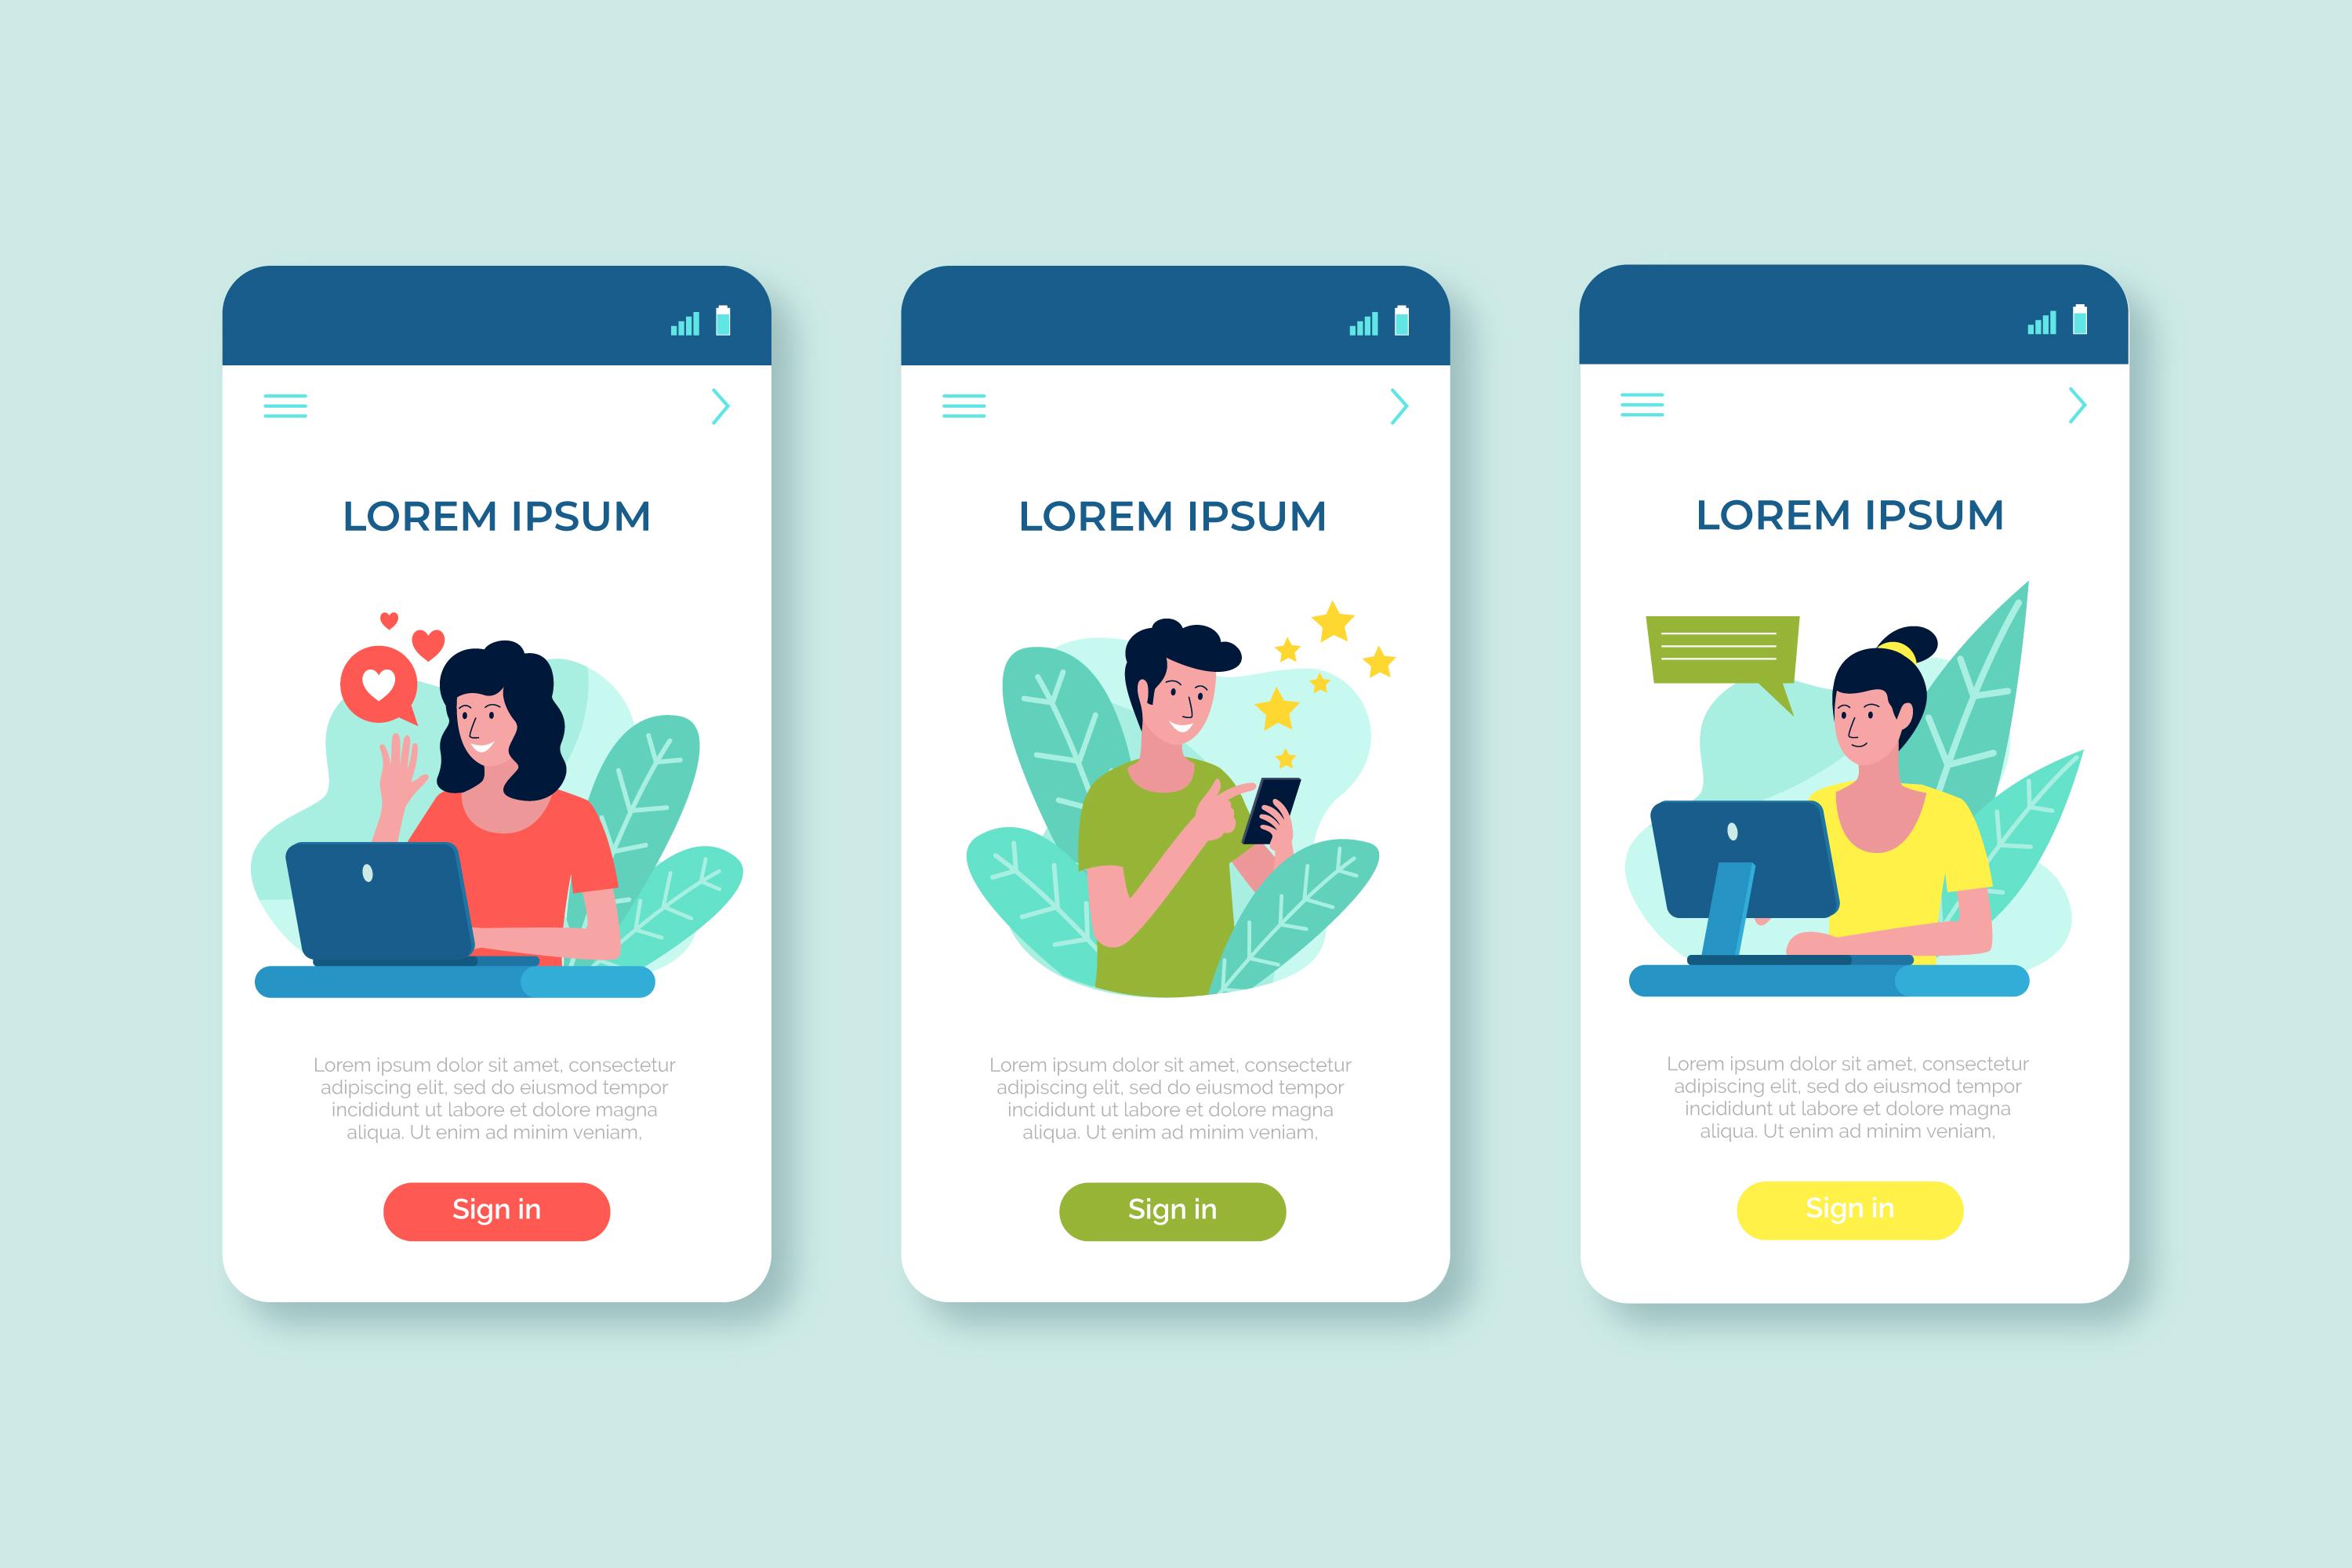 LOREM IPSUM
Lorem ipsum dolor sit amet, consectetur
adipiscing elit, sed do eiusmod tempor
incididunt ut labore et dolore magna
aliqua. Ut enim ad minim veniam,
Sign in
LOREM IPSUM
Lorem ipsum dolor sit amet, consectetur
adipiscing elit, sed do eiusmod tempor
incididunt ut labore et dolore magna
aliqua. Ut enim ad minim veniam,
Sign in
LOREM IPSUM
Lorem ipsum dolor sit amet, consectetur
adipiscing elit, sed do eiusmod tempor
incididunt ut labore et dolore magna
aliqua. Ut enim ad minim veniam,
Sign in